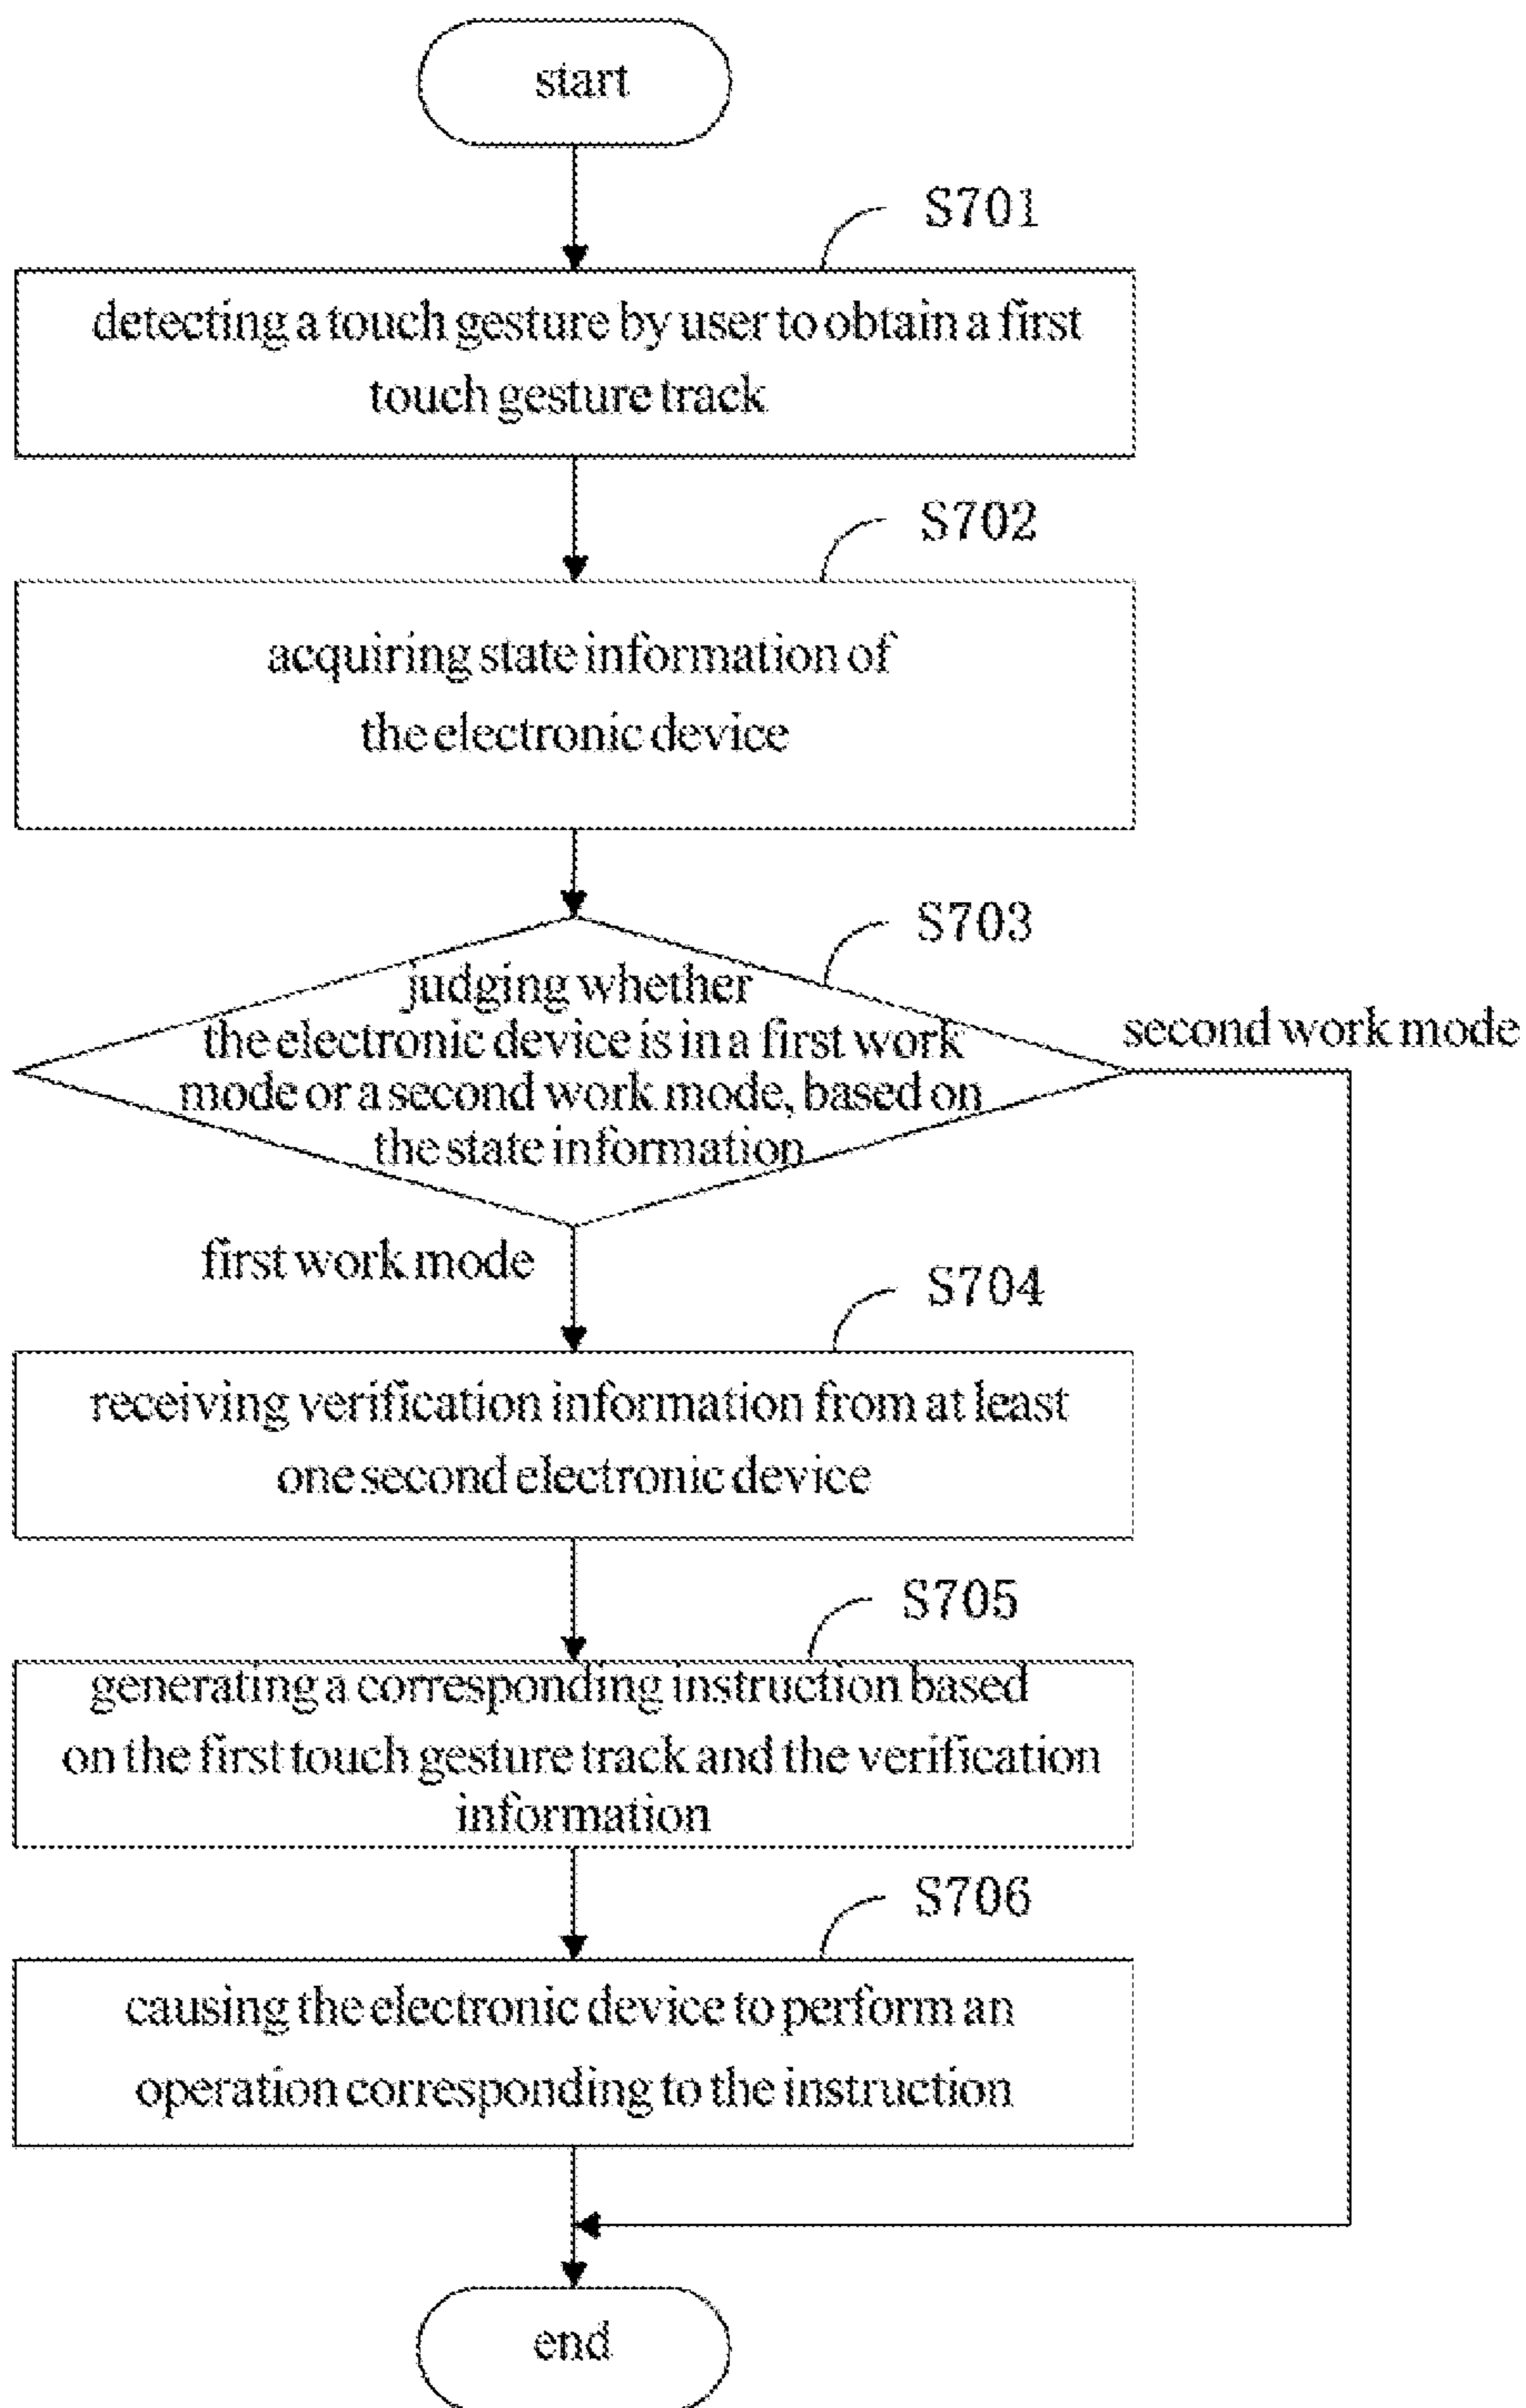 start
S701
detecting a touch gesture by user to obtain a first
touch gesture track
S702
acquiring state information of
the electronic device
S703
judging whether
the electronic device is in a first work
mode or a second work mode, based on
the state information
second work mode
first work mode
S704
receiving verification information from at least
one second electronic device
S705
generating a corresponding instruction based
on the first touch gesture track and the verification
information
S706
causing the electronic device to perform an
operation corresponding to the instruction
end